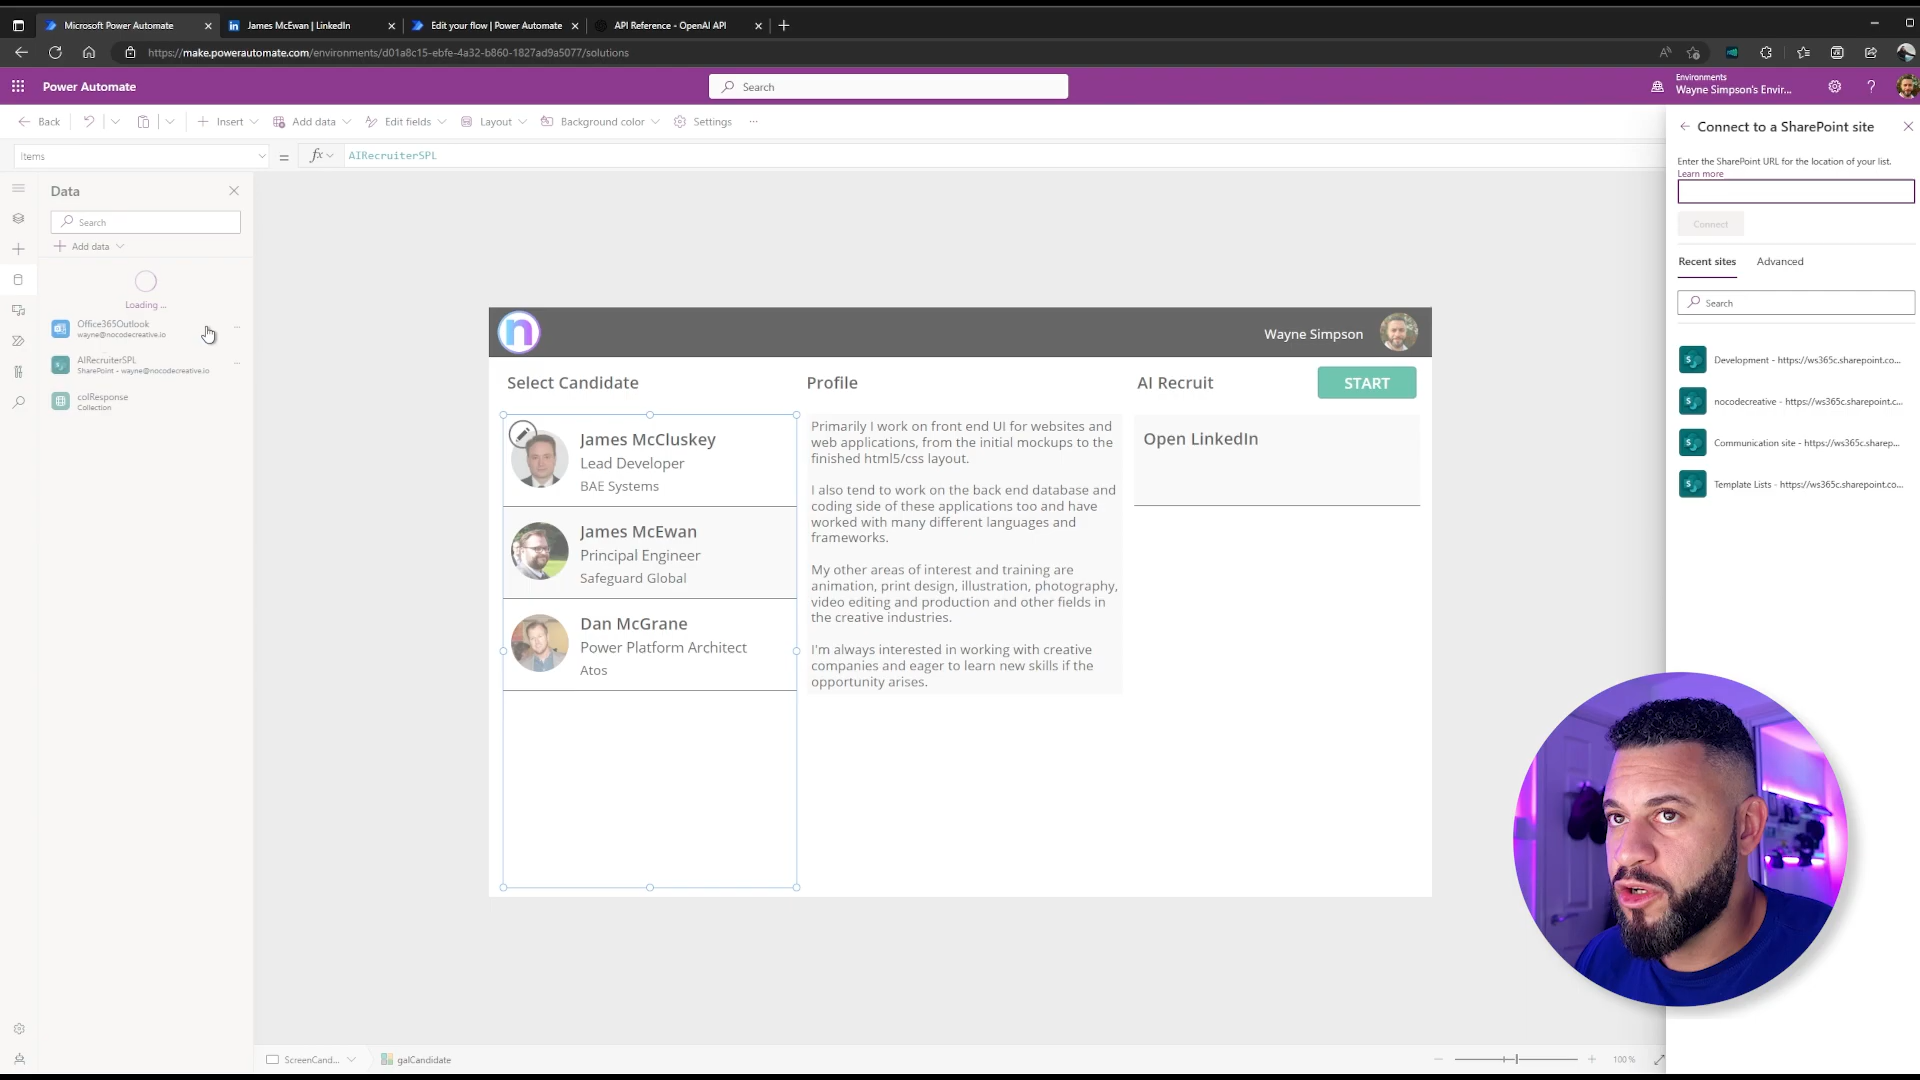 Microsoft Power Automate
James McEwan | LinkedIn
Edit your flow | Power Automate
API Reference - OpenAI API
https://make.powerautomate.com/environments/d01a8c15-ebfe-4a32-b860-1827ad9a5077/solutions
Power Automate
Search
Environments
Wayne Simpson's Envir...
Back
Insert
Add data
Edit fields
Layout
Background color
Settings
...
Items
=
fx
AIRecruiterSPL
Data
Search
Add data
Loading ...
Office365Outlook
wayne@nocodecreative.io
AIRecruiterSPL
SharePoint - wayne@nocodecreative.io
colResponse
Collection
n
Wayne Simpson
Select Candidate
Profile
AI Recruit
START
James McCluskey
Lead Developer
BAE Systems
James McEwan
Principal Engineer
Safeguard Global
Dan McGrane
Power Platform Architect
Atos
Primarily I work on front end UI for websites and
web applications, from the initial mockups to the
finished html5/css layout.
I also tend to work on the back end database and
coding side of these applications too and have
worked with many different languages and
frameworks.
My other areas of interest and training are
animation, print design, illustration, photography,
video editing and production and other fields in
the creative industries.
I'm always interested in working with creative
companies and eager to learn new skills if the
opportunity arises.
Open LinkedIn
Connect to a SharePoint site
Enter the SharePoint URL for the location of your list.
Learn more
Connect
Recent sites
Advanced
Search
Development - https://ws365c.sharepoint.co...
nocodecreative - https://ws365c.sharepoint.c...
Communication site - https://ws365c.sharep...
Template Lists - https://ws365c.sharepoint.co...
ScreenCand...
galCandidate
100 %